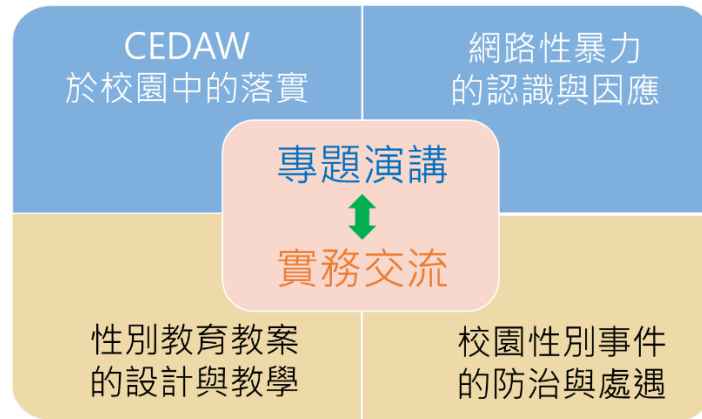 CEDAW
於校園中的落實
網路性暴力
的認識與因應
專題演講
實務交流
性別教育教案
的設計與教學
校園性別事件
的防治與處遇